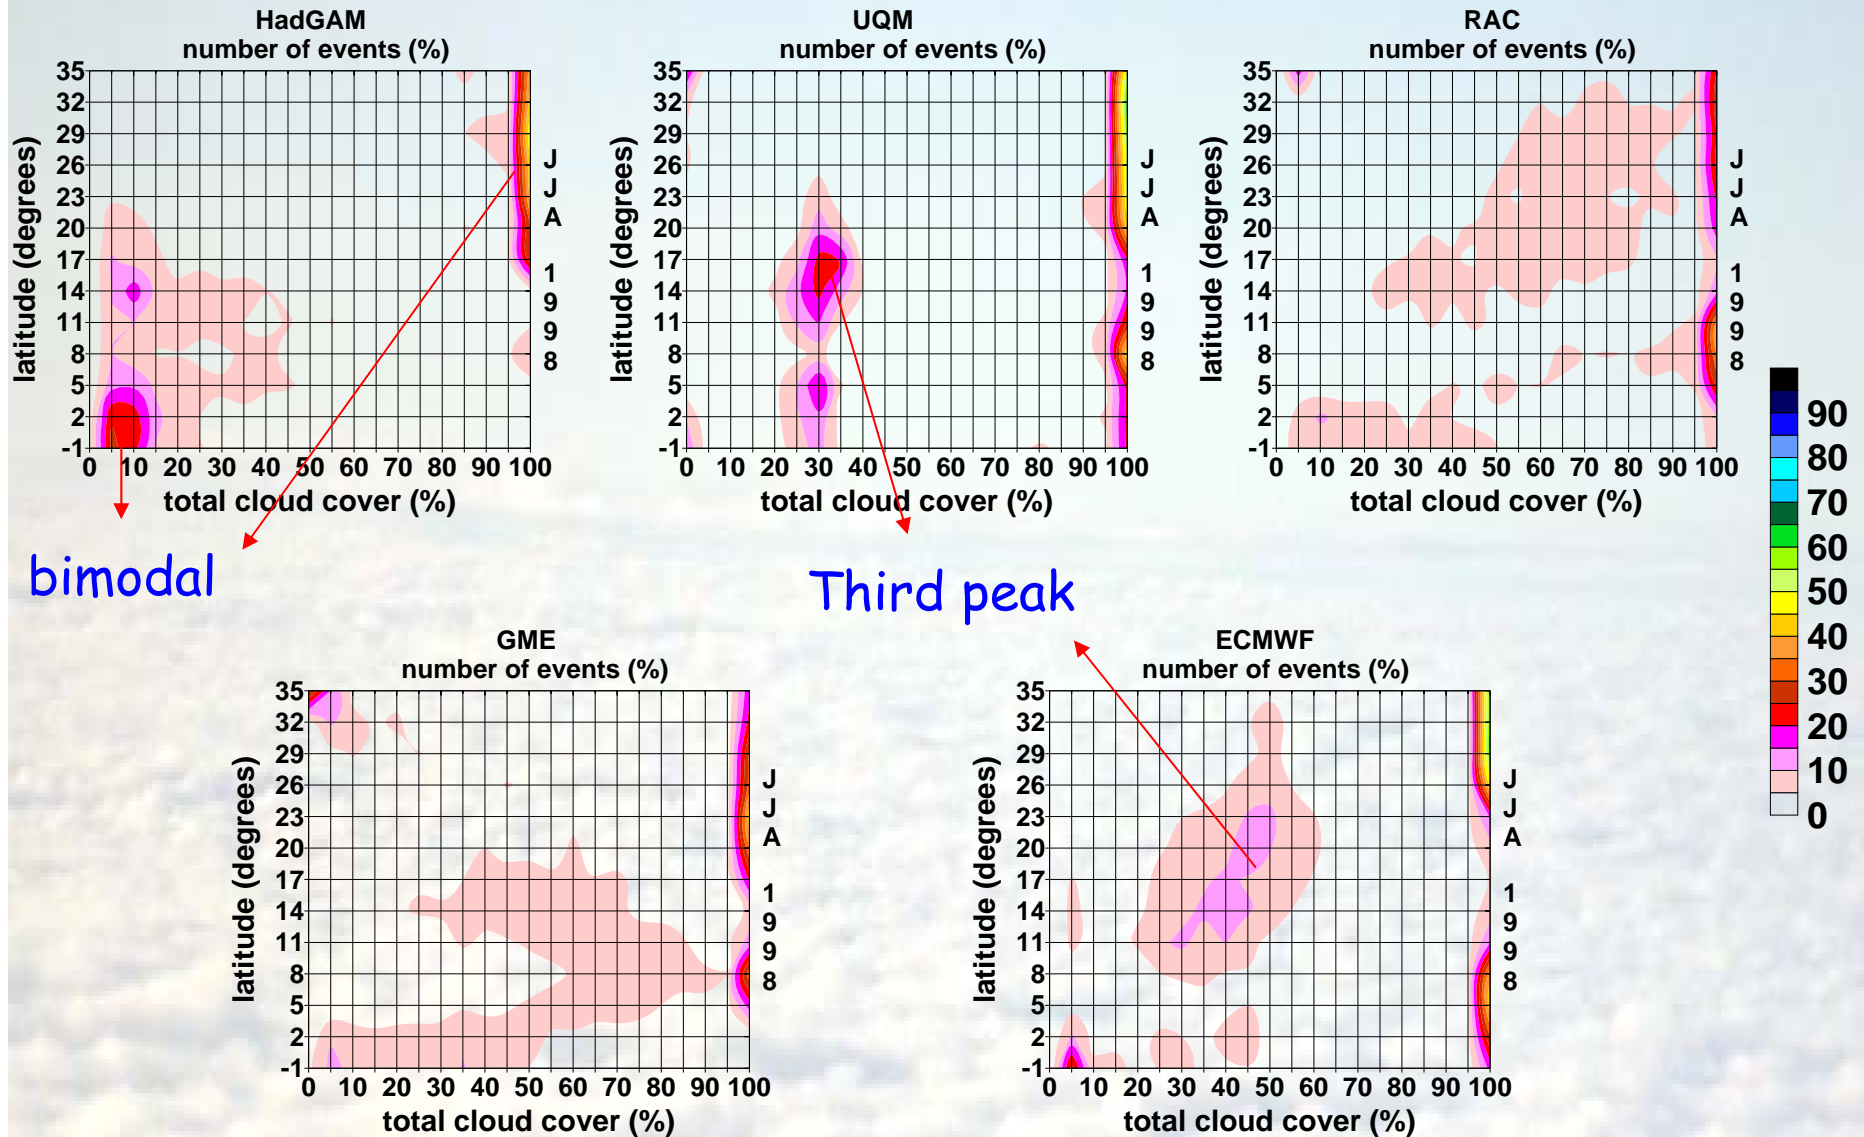 HadGAM
number of events (%)
35
32
29
26
23
20
17
14
11
8
5
2
-1
latitude (degrees)
0 10 20 30 40 50 60 70 80 90 100
total cloud cover (%)
J
J
A
1
9
9
8
UQM
number of events (%)
35
32
29
26
23
20
17
14
11
8
5
2
-1
latitude (degrees)
0 10 20 30 40 50 60 70 80 90 100
total cloud cover (%)
J
J
A
1
9
9
8
RAC
number of events (%)
35
32
29
26
23
20
17
14
11
8
5
2
-1
latitude (degrees)
0 10 20 30 40 50 60 70 80 90 100
total cloud cover (%)
J
J
A
1
9
9
8
90
80
70
60
50
40
30
20
10
0
bimodal
Third peak
GME
number of events (%)
35
32
29
26
23
20
17
14
11
8
5
2
-1
latitude (degrees)
0 10 20 30 40 50 60 70 80 90 100
total cloud cover (%)
J
J
A
1
9
9
8
ECMWF
number of events (%)
35
32
29
26
23
20
17
14
11
8
5
2
-1
latitude (degrees)
0 10 20 30 40 50 60 70 80 90 100
total cloud cover (%)
J
J
A
1
9
9
8